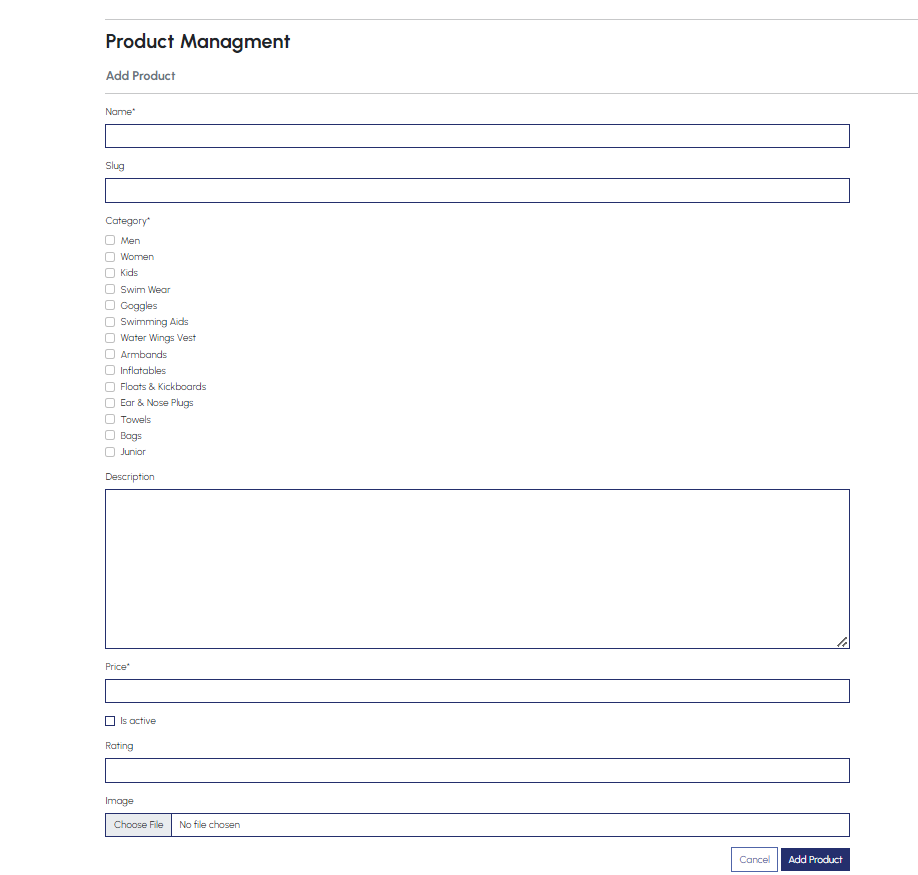 Product Managment
Add Product
Name*
Slug
Category*
Men
Women
Kids
Swim Wear
Goggles
Swimming Aids
Water Wings Vest
Armbands
Inflatables
Floats & Kickboards
Ear & Nose Plugs
Towels
Bags
Junior
Description
Price*
Is active
Rating
Image
Choose File No file chosen
Cancel Add Product